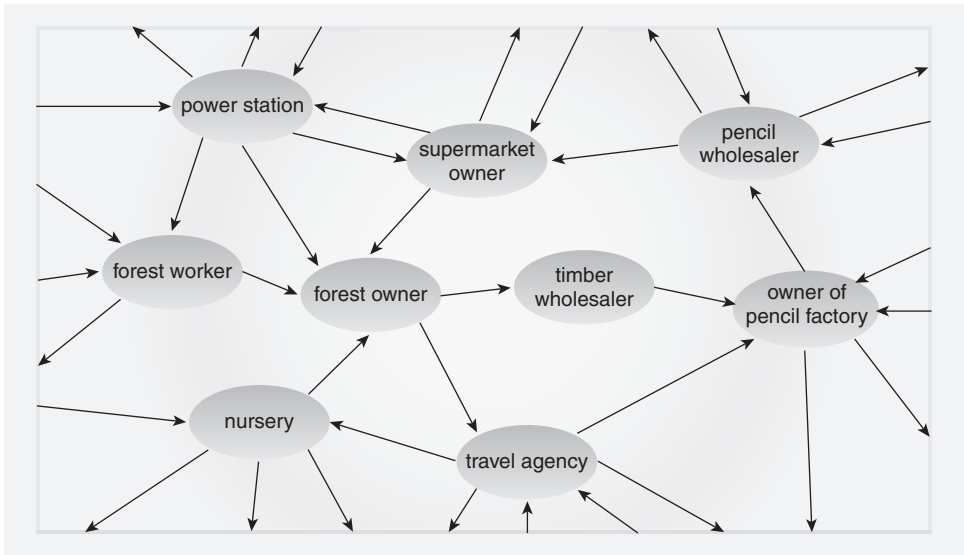 power station
supermarket
owner
pencil
wholesaler
forest worker
forest owner
timber
wholesaler
owner of
pencil factory
nursery
travel agency